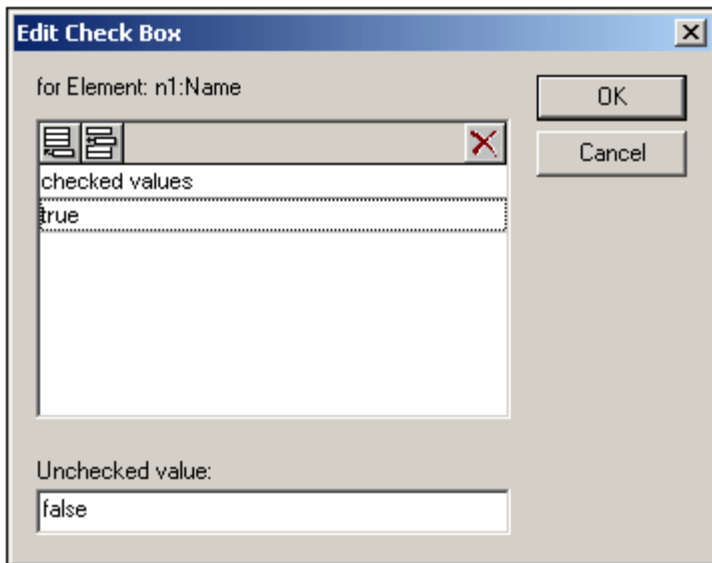 Edit Check Box
for Element: n1:Name
OK
Cancel
checked values
true
Unchecked value:
false